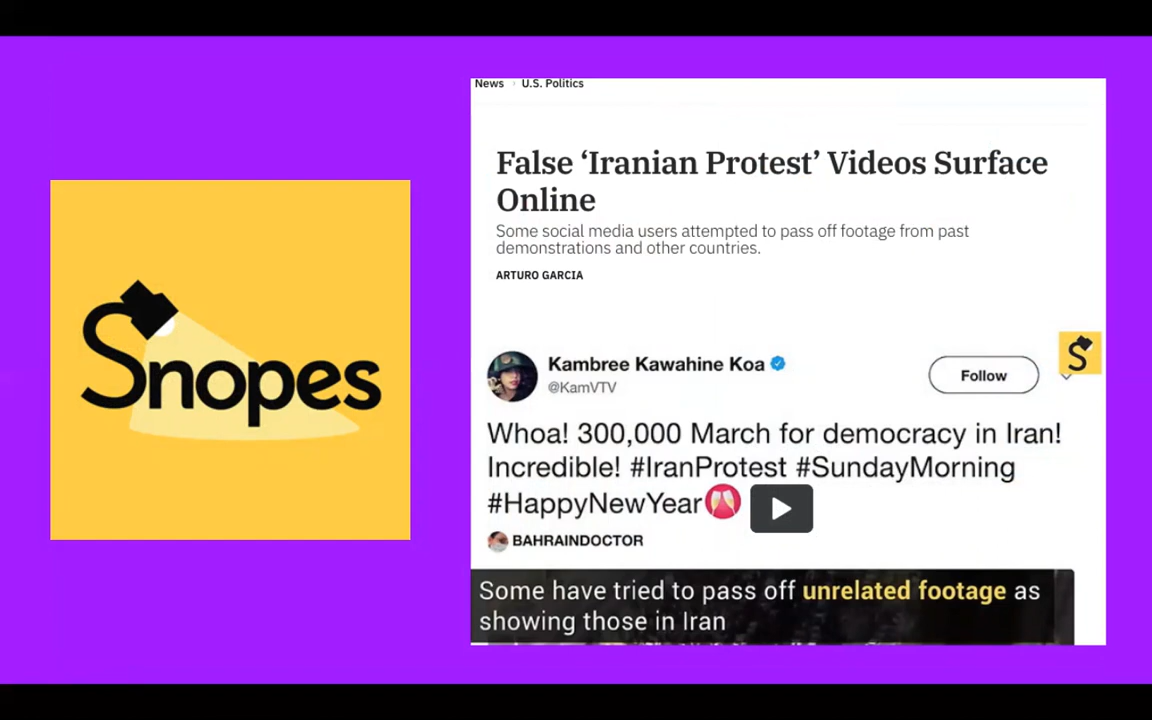 Snopes
News › U.S. Politics
False ‘Iranian Protest’ Videos Surface
Online
Some social media users attempted to pass off footage from past
demonstrations and other countries.
ARTURO GARCIA
S
Kambree Kawahine Koa
@KamVTV
Follow
Whoa! 300,000 March for democracy in Iran!
Incredible! #IranProtest #SundayMorning
#HappyNewYear
BAHRAINDOCTOR
Some have tried to pass off unrelated footage as
showing those in Iran